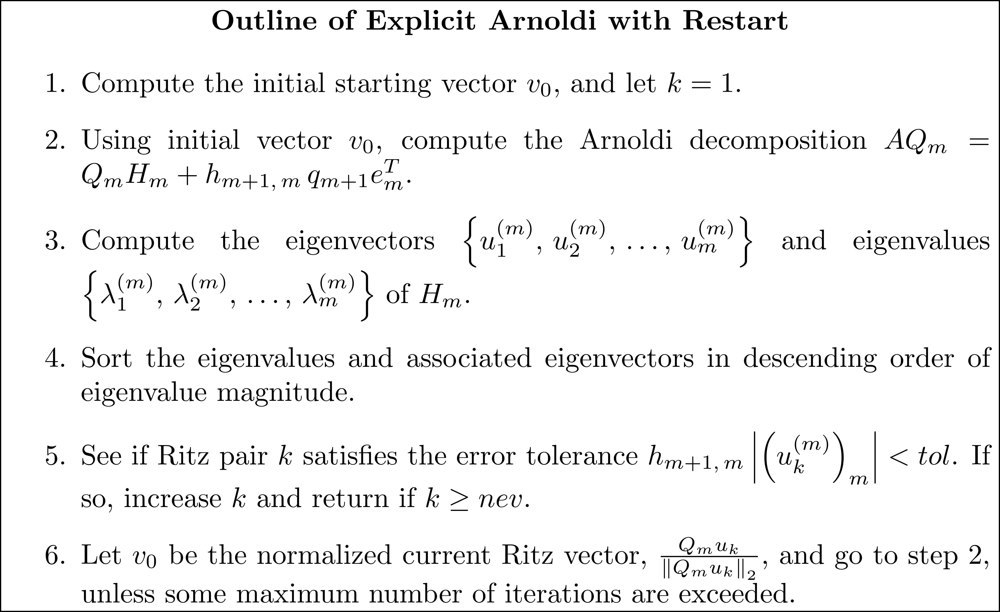 Outline of Explicit Arnoldi with Restart
1. Compute the initial starting vector $v_0$, and let $k = 1$.
2. Using initial vector $v_0$, compute the Arnoldi decomposition $AQ_m =$
$Q_m H_m + h_{m+1,\,m}\, q_{m+1} e_m^T$.
3. Compute the eigenvectors $\left\{ u_1^{(m)}, u_2^{(m)}, \ldots, u_m^{(m)} \right\}$ and eigenvalues
$\left\{ \lambda_1^{(m)}, \lambda_2^{(m)}, \ldots, \lambda_m^{(m)} \right\}$ of $H_m$.
4. Sort the eigenvalues and associated eigenvectors in descending order of
eigenvalue magnitude.
5. See if Ritz pair $k$ satisfies the error tolerance $h_{m+1,\,m} \left| \left( u_k^{(m)} \right)_m \right| < tol$. If
so, increase $k$ and return if $k \geq nev$.
6. Let $v_0$ be the normalized current Ritz vector, $\frac{Q_m u_k}{\|Q_m u_k\|_2}$, and go to step 2,
unless some maximum number of iterations are exceeded.